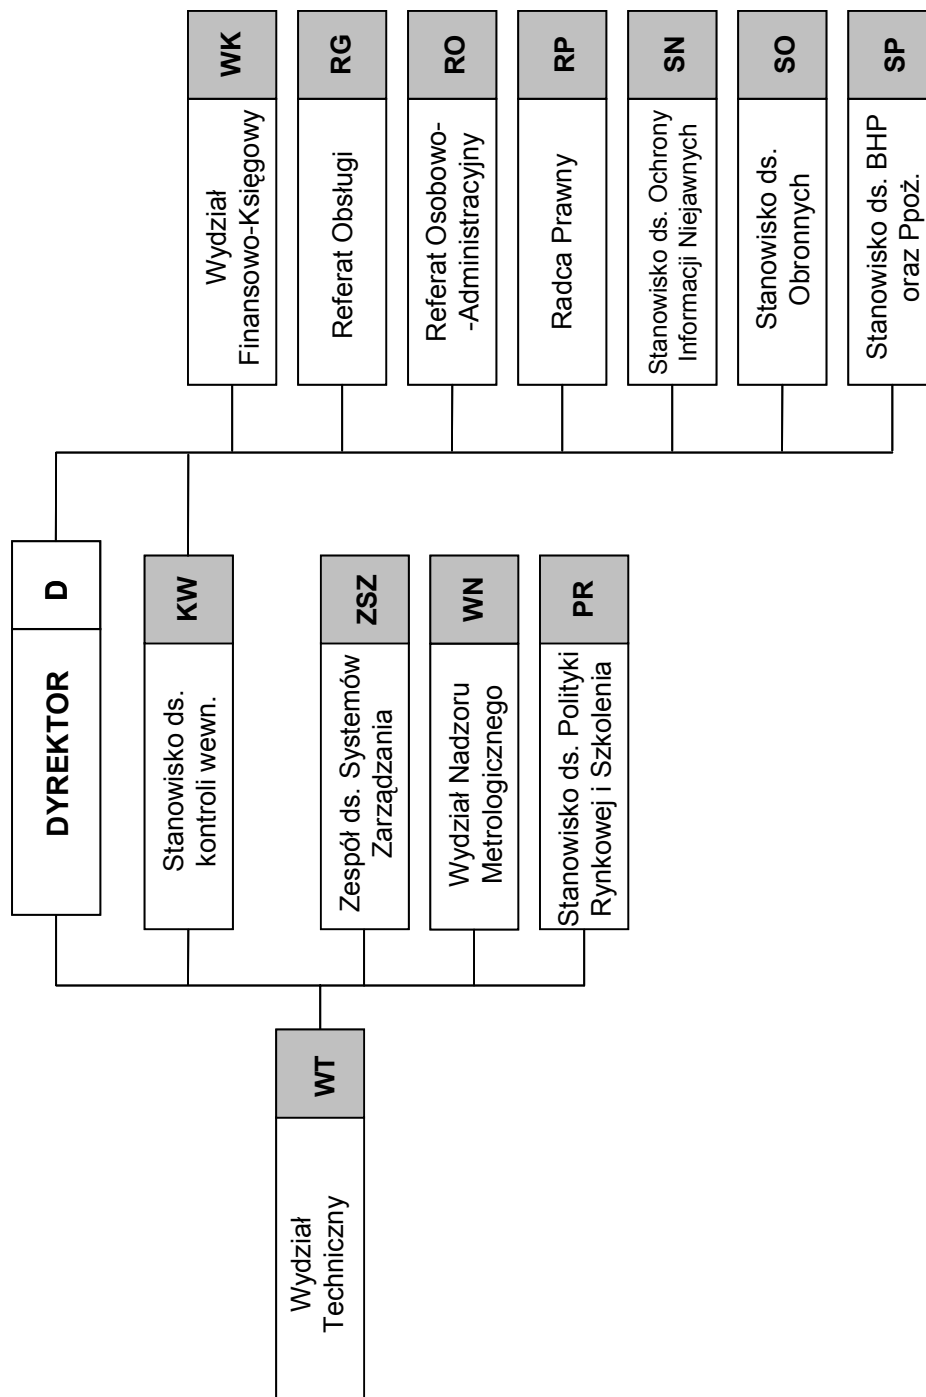 DYREKTOR
D
Stanowisko ds.
kontroli wewn.
KW
Wydział
Techniczny
WT
Zespół ds. Systemów
Zarządzania
ZSZ
Wydział Nadzoru
Metrologicznego
WN
Stanowisko ds. Polityki
Rynkowej i Szkolenia
PR
Wydział
Finansowo-Księgowy
WK
Referat Obsługi
RG
Referat Osobowo-
-Administracyjny
RO
Radca Prawny
RP
Stanowisko ds. Ochrony
Informacji Niejawnych
SN
Stanowisko ds.
Obronnych
SO
Stanowisko ds. BHP
oraz Ppoż.
SP